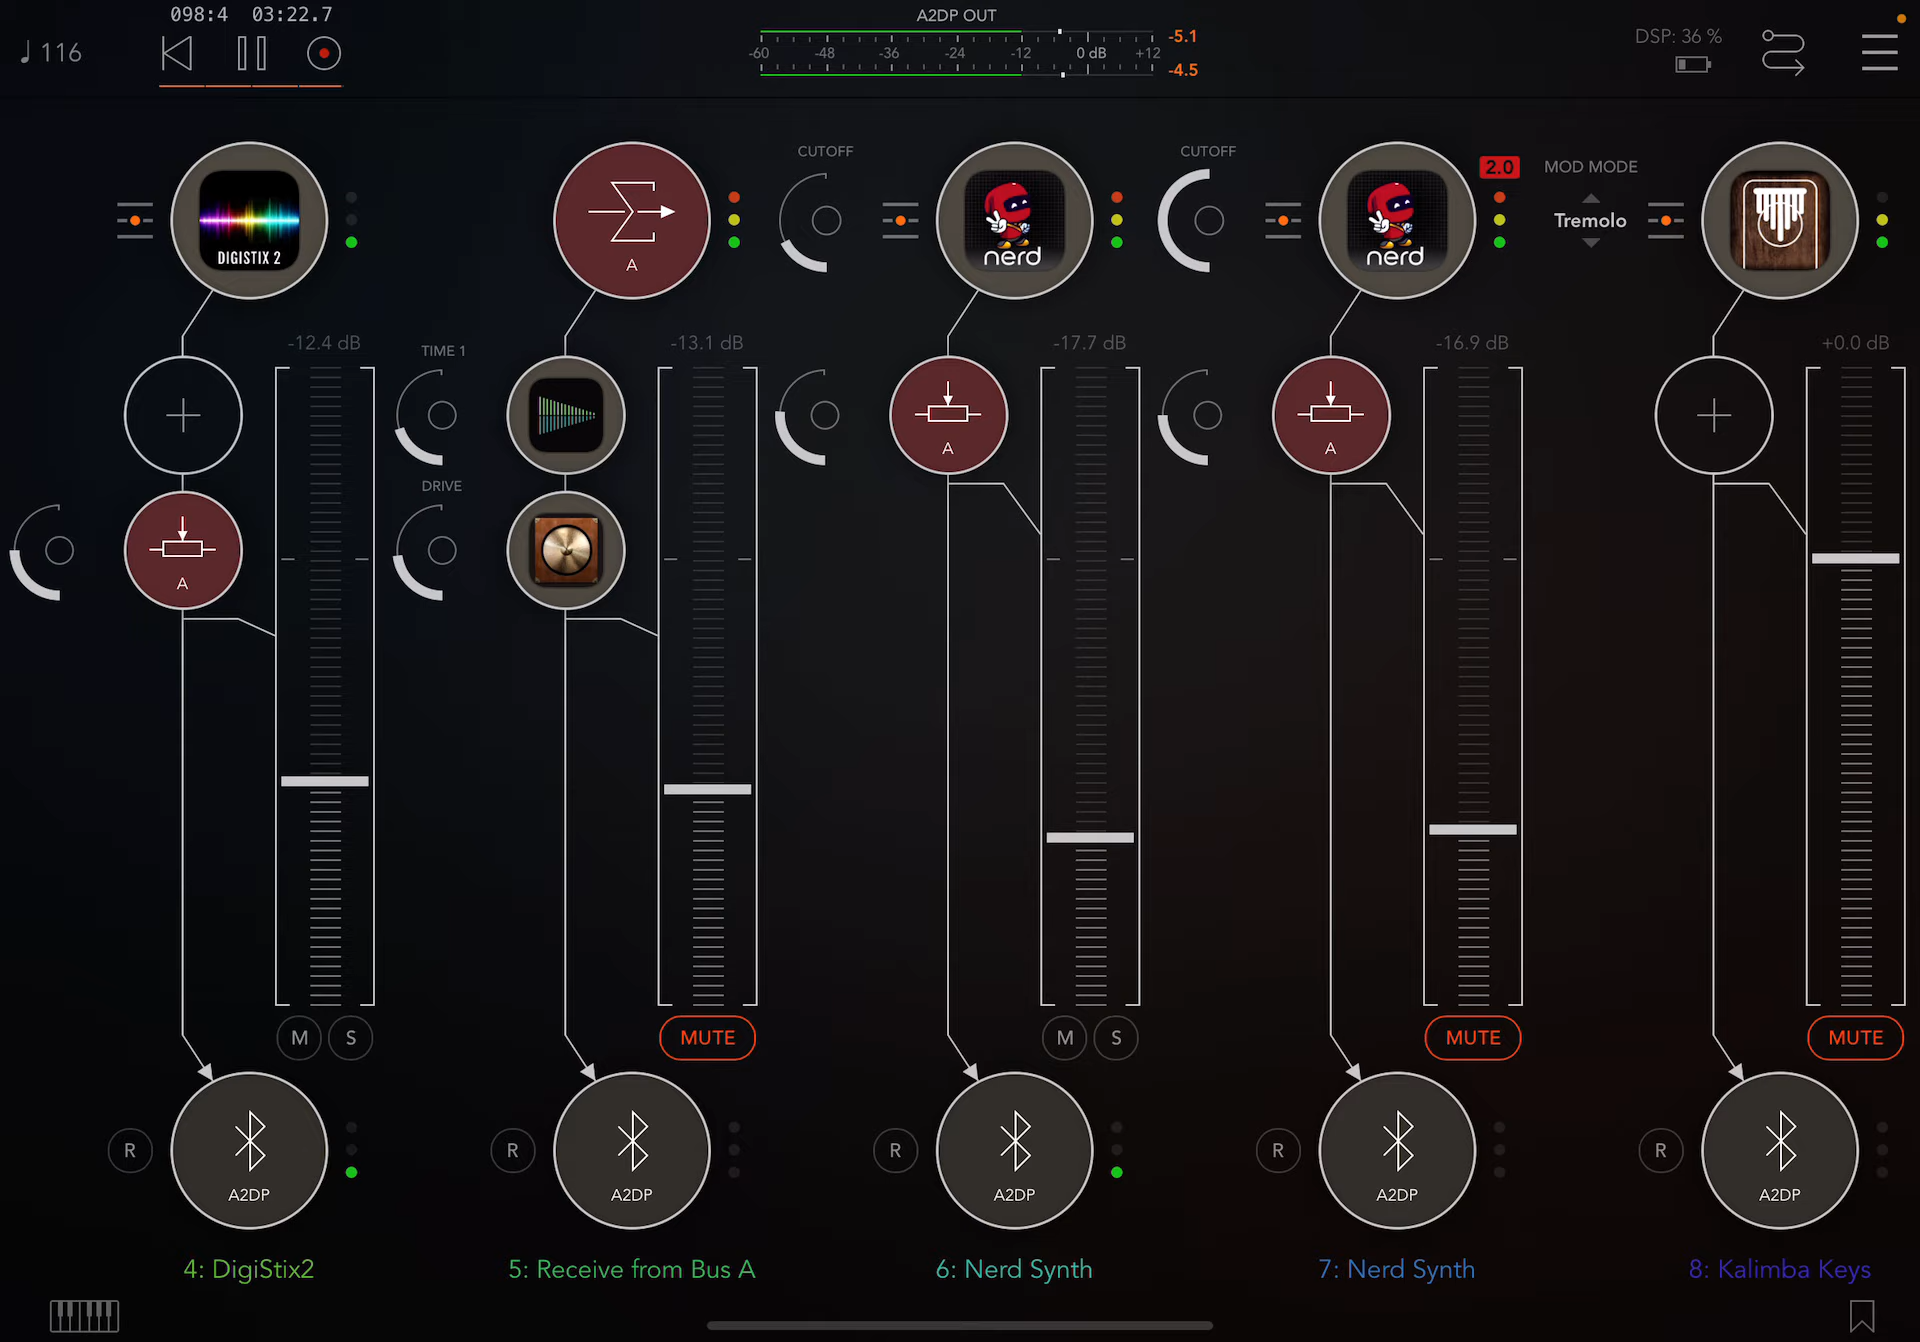 098:4 03:22.7
A2DP OUT
♩ 116
-60 -48 -36 -24 -12 0 dB +12
-5.1
-4.5
DSP: 36 %
CUTOFF
CUTOFF
2.0
MOD MODE
Tremolo
DIGISTIX 2
A
nerd
nerd
-12.4 dB
TIME 1
-13.1 dB
-17.7 dB
-16.9 dB
+0.0 dB
A
A
DRIVE
A
M S
MUTE
M S
MUTE
MUTE
R
R
R
R
R
A2DP
A2DP
A2DP
A2DP
A2DP
4: DigiStix2
5: Receive from Bus A
6: Nerd Synth
7: Nerd Synth
8: Kalimba Keys